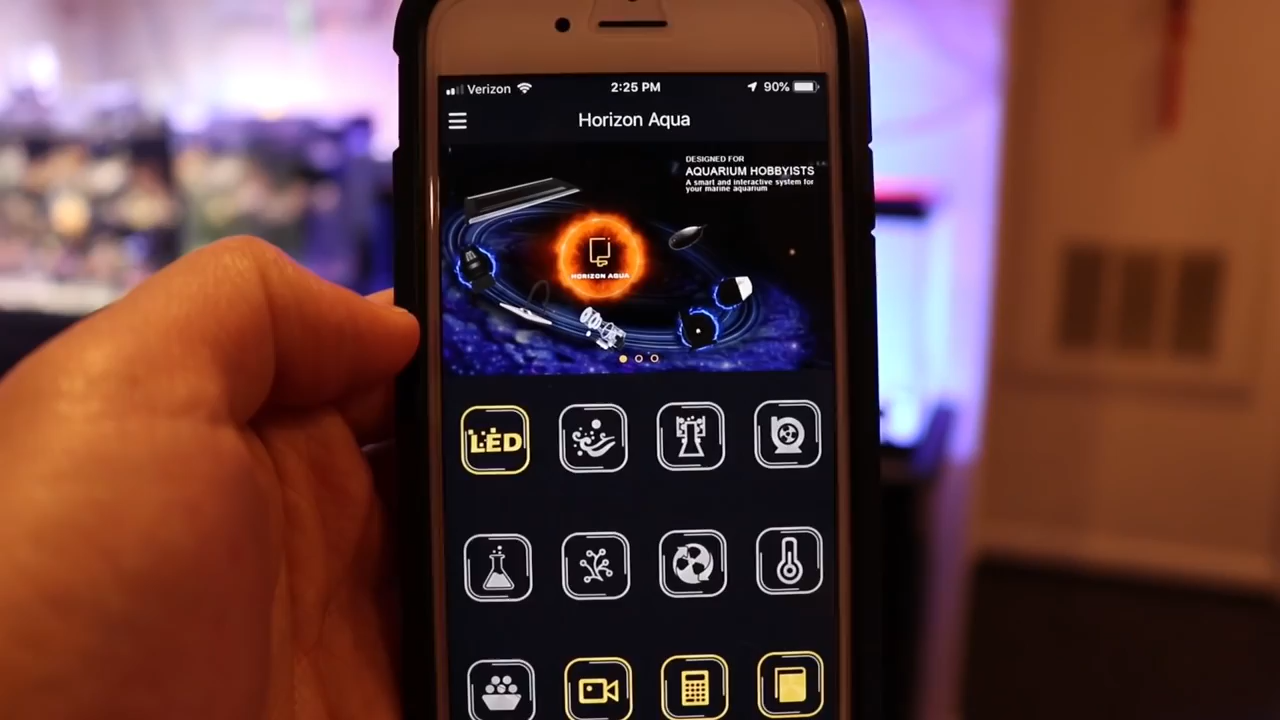 Verizon 2:25 PM 90%
Horizon Aqua
DESIGNED FOR
AQUARIUM HOBBYISTS
A smart and interactive system for
your marine aquarium
HORIZON AQUA
LED